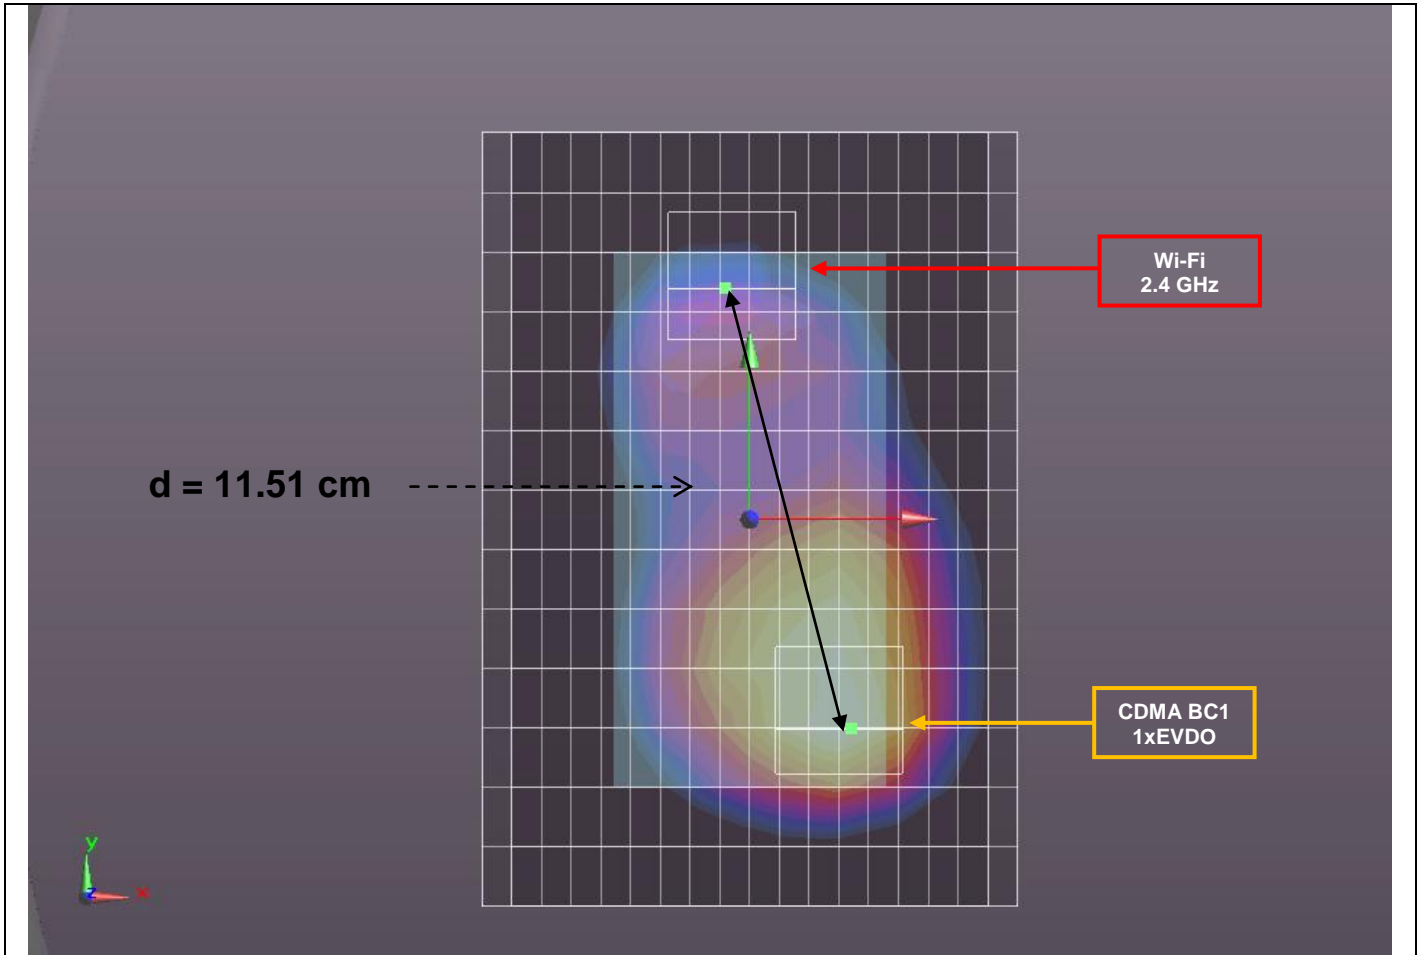 Wi-Fi
2.4 GHz
d = 11.51 cm
CDMA BC1
1xEVDO
y
z
x